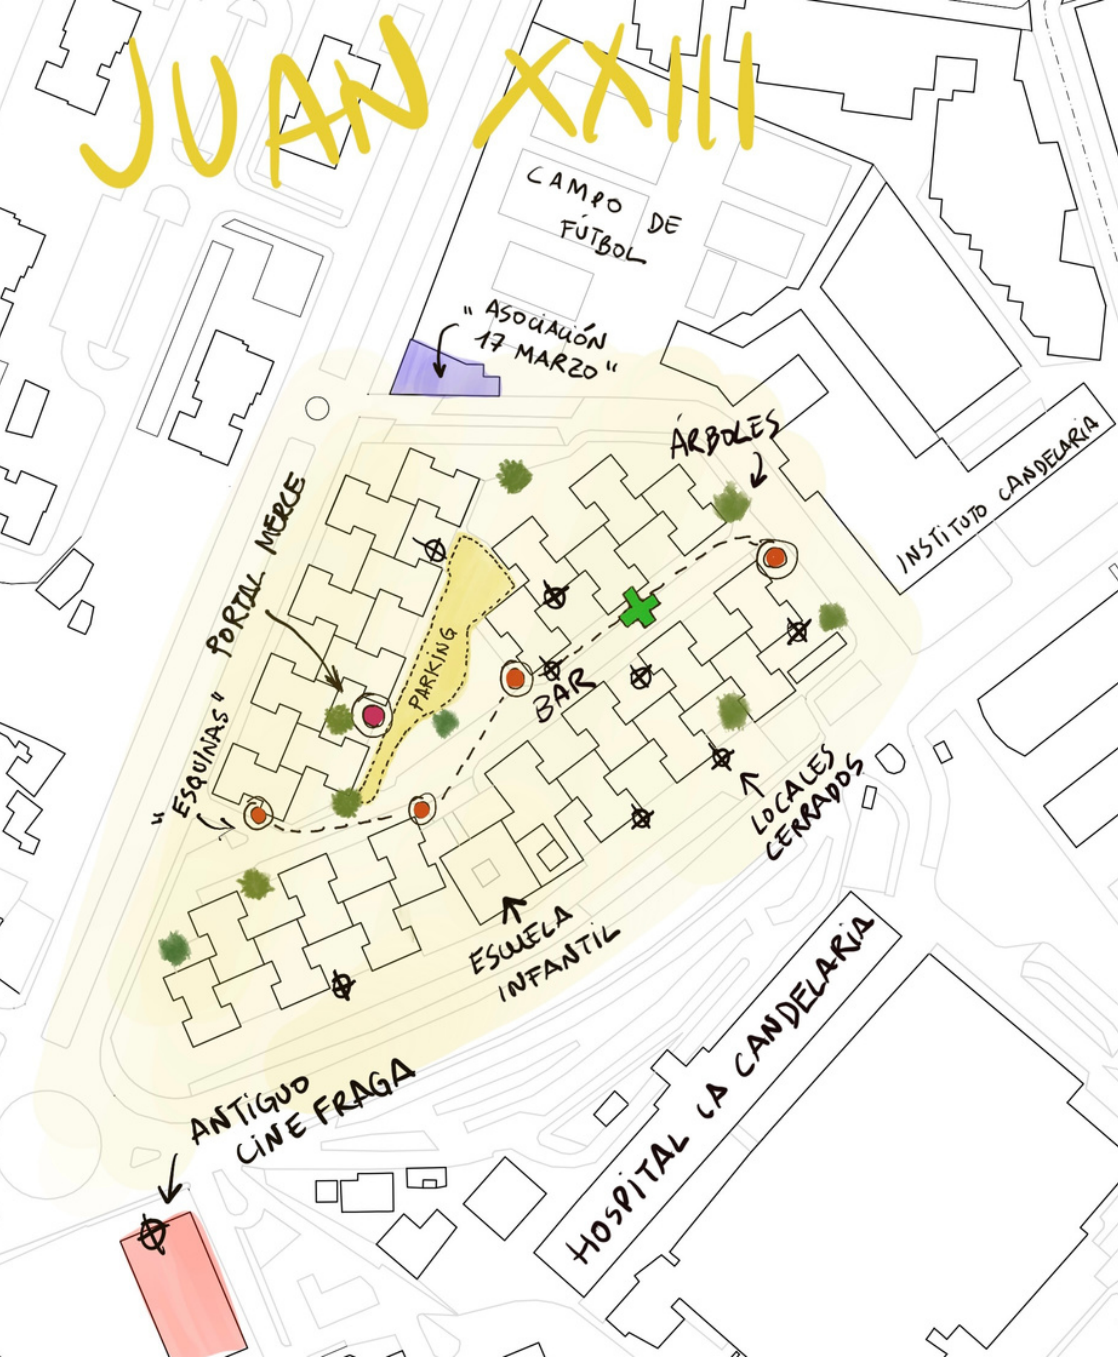 JUAN XXIII
CAMPO DE
FÚTBOL
"ASOCIACIÓN
17 MARZO"
ÁRBOLES
INSTITUTO CANDELARIA
PORTAL MERCE
PARKING
BAR
"ESQUINAS"
LOCALES
CERRADOS
ESCUELA
INFANTIL
HOSPITAL LA CANDELARIA
ANTIGUO
CINE FRAGA